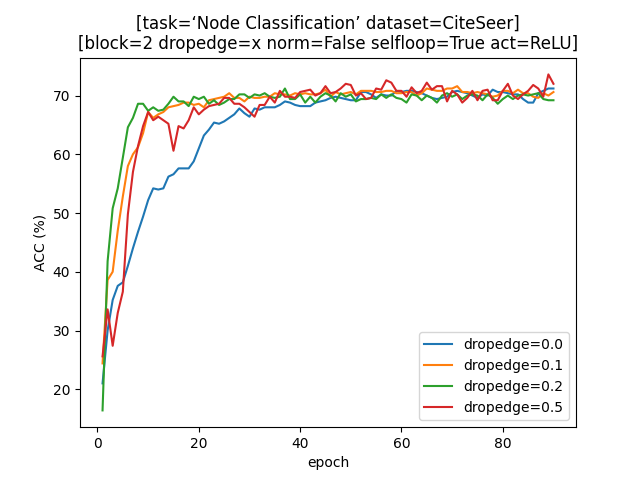 [task=‘Node Classification’ dataset=CiteSeer]
[block=2 dropedge=x norm=False selfloop=True act=ReLU]
ACC (%)
70
60
50
40
30
20
0 20 40 60 80
epoch
dropedge=0.0
dropedge=0.1
dropedge=0.2
dropedge=0.5